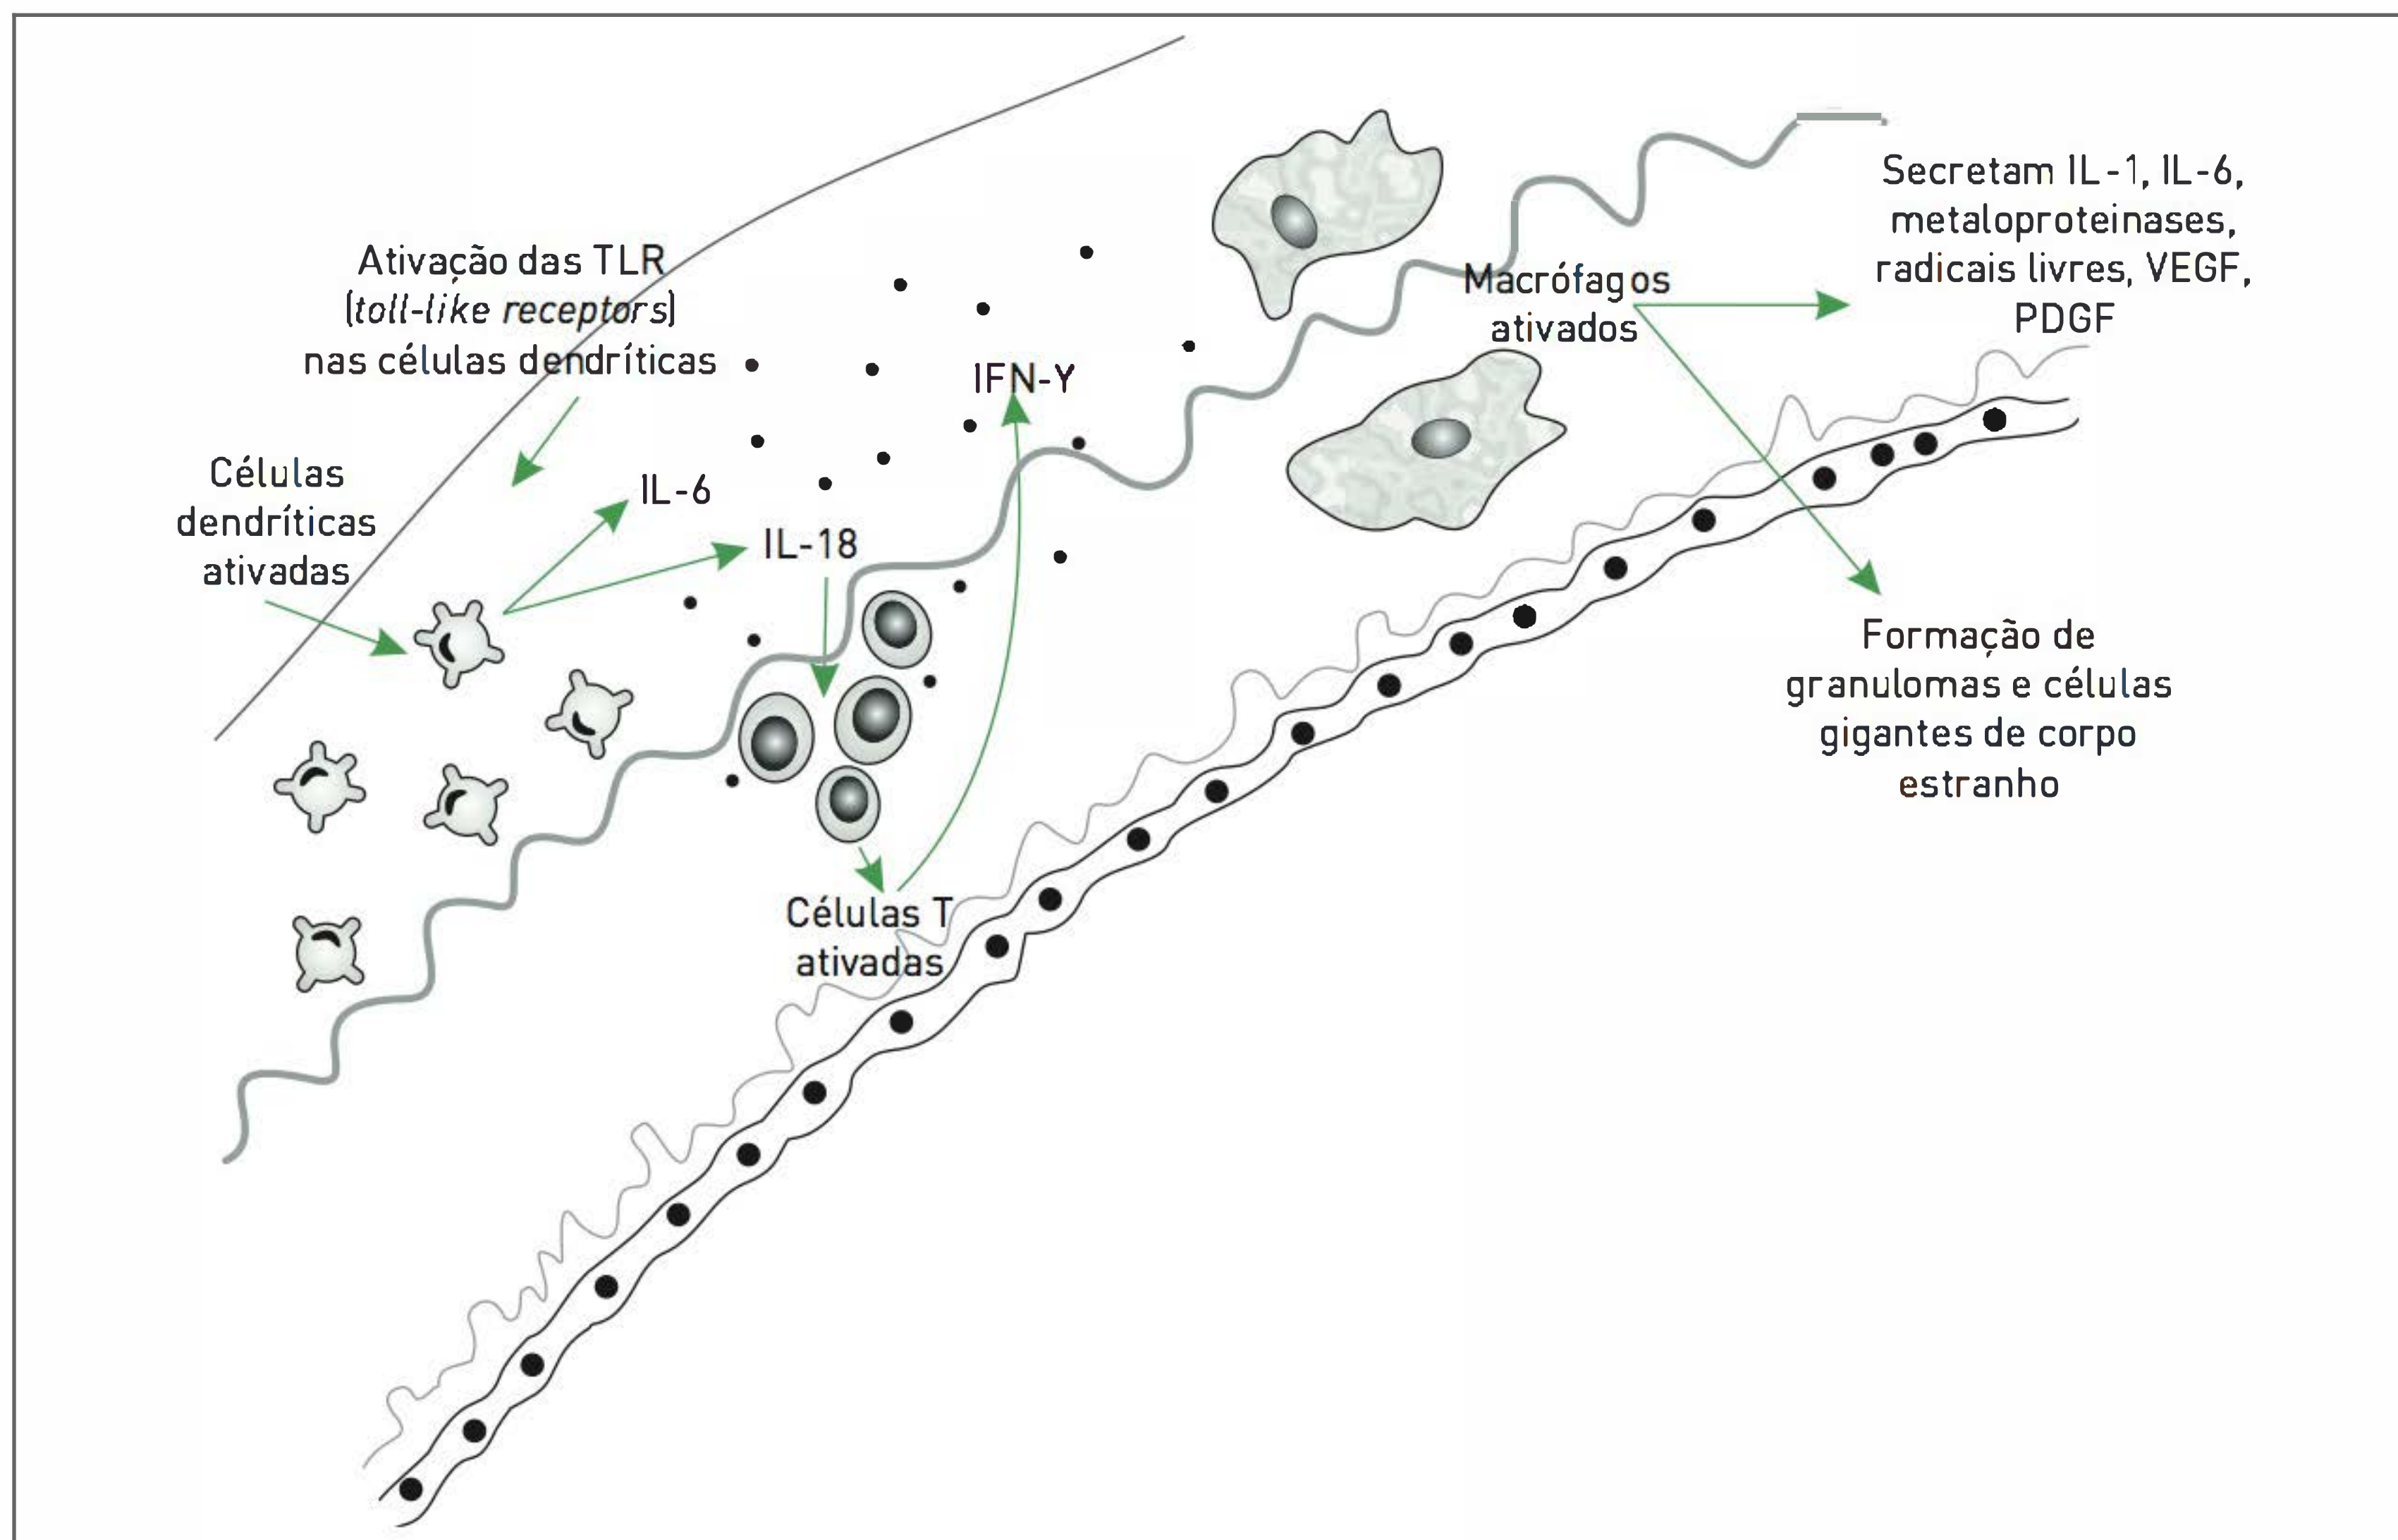 Ativação das TLR
(toll-like receptors)
nas células dendríticas
Células
dendríticas
ativadas
IL-6
IL-18
IFN-Y
Células T
ativadas
Macrófagos
ativados
Secretam IL-1, IL-6,
metaloproteinases,
radicais livres, VEGF,
PDGF
Formação de
granulomas e células
gigantes de corpo
estranho